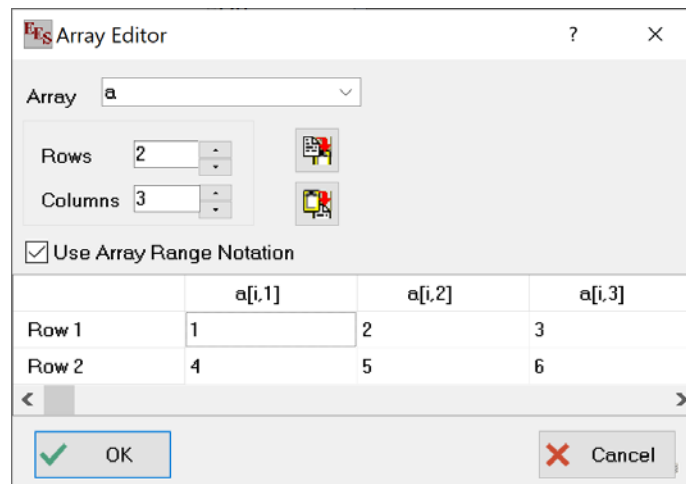 EES Array Editor ? ×
Array a
Rows 2
Columns 3
Use Array Range Notation
a[i,1] a[i,2] a[i,3]
Row 1 1 2 3
Row 2 4 5 6
OK Cancel